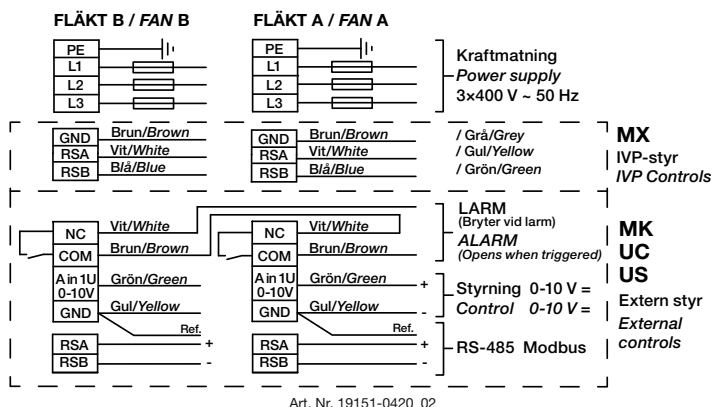 FLÄKT B / FAN B
FLÄKT A / FAN A
PE
L1
L2
L3
PE
L1
L2
L3
Kraftmatning
Power supply
3×400 V ~ 50 Hz
GND Brun/Brown
RSA Vit/White
RSB Blå/Blue
GND Brun/Brown / Grå/Grey
RSA Vit/White / Gul/Yellow
RSB Blå/Blue / Grön/Green
MX
IVP-styr
IVP Controls
NC Vit/White
COM Brun/Brown
A in 1U
0-10V
Grön/Green
GND Gul/Yellow
Ref.
RSA +
RSB -
NC Vit/White
COM Brun/Brown
A in 1U
0-10V
Grön/Green +
GND Gul/Yellow -
Ref.
RSA +
RSB -
LARM
(Bryter vid larm)
ALARM
(Opens when triggered)
Styrning 0-10 V =
Control 0-10 V =
RS-485 Modbus
MK
UC
US
Extern styr
External
controls
Art. Nr. 19151-0420_02